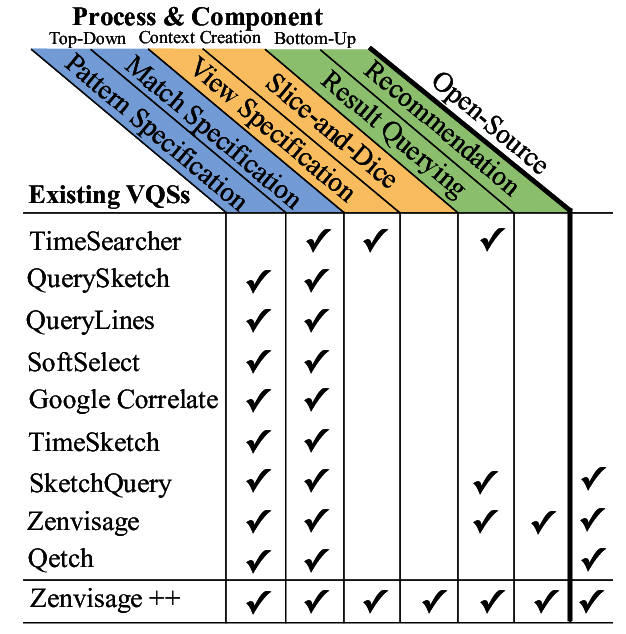 Process & Component
Top-Down Context Creation Bottom-Up
Pattern Specification
Match Specification
View Specification
Slice-and-Dice
Result Querying
Recommendation
Open-Source
Existing VQSs
TimeSearcher ✓ ✓ ✓
QuerySketch ✓ ✓
QueryLines ✓ ✓
SoftSelect ✓ ✓
Google Correlate ✓ ✓
TimeSketch ✓ ✓
SketchQuery ✓ ✓ ✓ ✓
Zenvisage ✓ ✓ ✓ ✓ ✓
Qetch ✓ ✓ ✓
Zenvisage ++ ✓ ✓ ✓ ✓ ✓ ✓ ✓